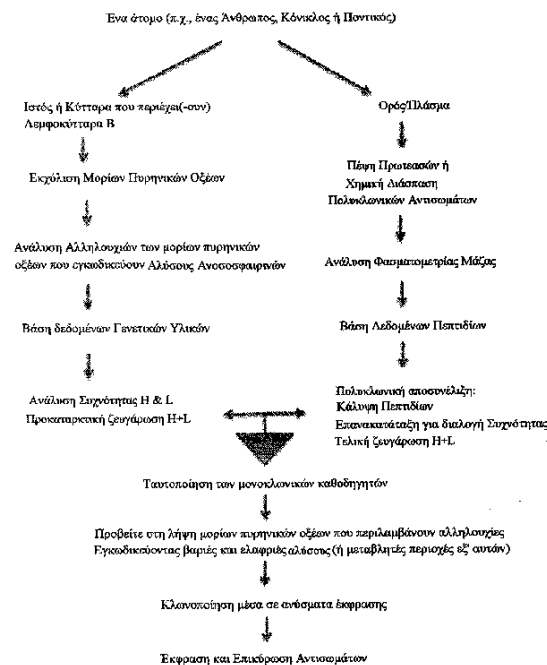 Ένα άτομο (π.χ., ένας Άνθρωπος, Κόνικλος ή Ποντικός)
Ιστός ή Κύτταρα που περιέχει(-ουν)
Λεμφοκύτταρα Β
Εκχύλιση Μορίων Πυρηνικών Οξέων
Ανάλυση Αλληλουχιών των μορίων πυρηνικών
οξέων που εγκωδικεύουν Αλύσους Ανοσοσφαιρινών
Βάση δεδομένων Γενετικών Υλικών
Ανάλυση Συχνότητας H & L
Προκαταρκτική ζευγάρωση H+L
Ορός/Πλάσμα
Πέψη Πρωτεασών ή
Χημική Διάσπαση
Πολυκλωνικών Αντισωμάτων
Ανάλυση Φασματομετρίας Μάζας
Βάση Δεδομένων Πεπτιδίων
Πολυκλωνική αποσυνέλιξη:
Κάλυψη Πεπτιδίων
Επανακατάταξη για διαλογή Συχνότητας
Τελική ζευγάρωση H+L
Ταυτοποίηση των μονοκλωνικών καθοδηγητών
Προβείτε στη λήψη μορίων πυρηνικών οξέων που περιλαμβάνουν αλληλουχίες
Εγκωδικεύοντας βαριές και ελαφριές αλύσους (ή μεταβλητές περιοχές εξ' αυτών)
Κλωνοποίηση μέσα σε ανύσματα έκφρασης
Έκφραση και Επικύρωση Αντισωμάτων